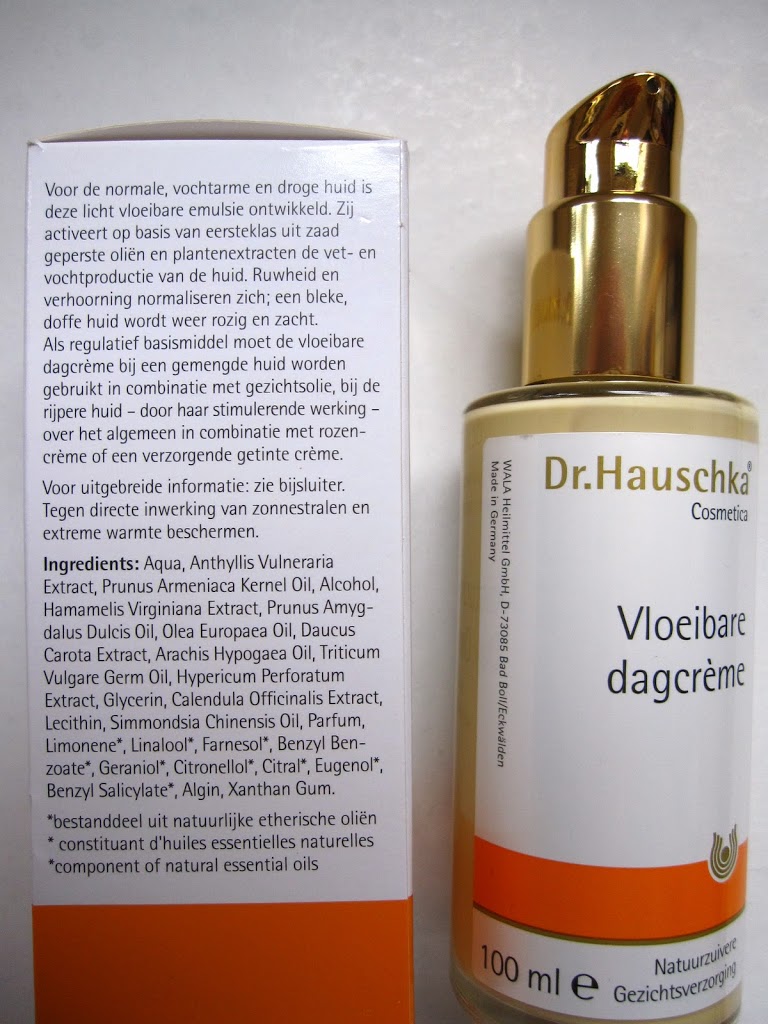 Voor de normale, vochtarme en droge huid is
deze licht vloeibare emulsie ontwikkeld. Zij
activeert op basis van eersteklas uit zaad
geperste oliën en plantenextracten de vet- en
vochtproductie van de huid. Ruwheid en
verhoorning normaliseren zich; een bleke,
doffe huid wordt weer rozig en zacht.
Als regulatief basismiddel moet de vloeibare
dagcrème bij een gemengde huid worden
gebruikt in combinatie met gezichtsolie, bij de
rijpere huid – door haar stimulerende werking –
over het algemeen in combinatie met rozen-
crème of een verzorgende getinte crème.
Voor uitgebreide informatie: zie bijsluiter.
Tegen directe inwerking van zonnestralen en
extreme warmte beschermen.
Ingredients: Aqua, Anthyllis Vulneraria
Extract, Prunus Armeniaca Kernel Oil, Alcohol,
Hamamelis Virginiana Extract, Prunus Amyg-
dalus Dulcis Oil, Olea Europaea Oil, Daucus
Carota Extract, Arachis Hypogaea Oil, Triticum
Vulgare Germ Oil, Hypericum Perforatum
Extract, Glycerin, Calendula Officinalis Extract,
Lecithin, Simmondsia Chinensis Oil, Parfum,
Limonene*, Linalool*, Farnesol*, Benzyl Ben-
zoate*, Geraniol*, Citronellol*, Citral*, Eugenol*,
Benzyl Salicylate*, Algin, Xanthan Gum.
*bestanddeel uit natuurlijke etherische oliën
* constituant d'huiles essentielles naturelles
*component of natural essential oils
Dr.Hauschka®
Cosmetica
WALA Heilmittel GmbH, D-73085 Bad Boll/Eckwälden
Made in Germany
Vloeibare
dagcrème
100 ml ℮
Natuurzuivere
Gezichtsverzorging